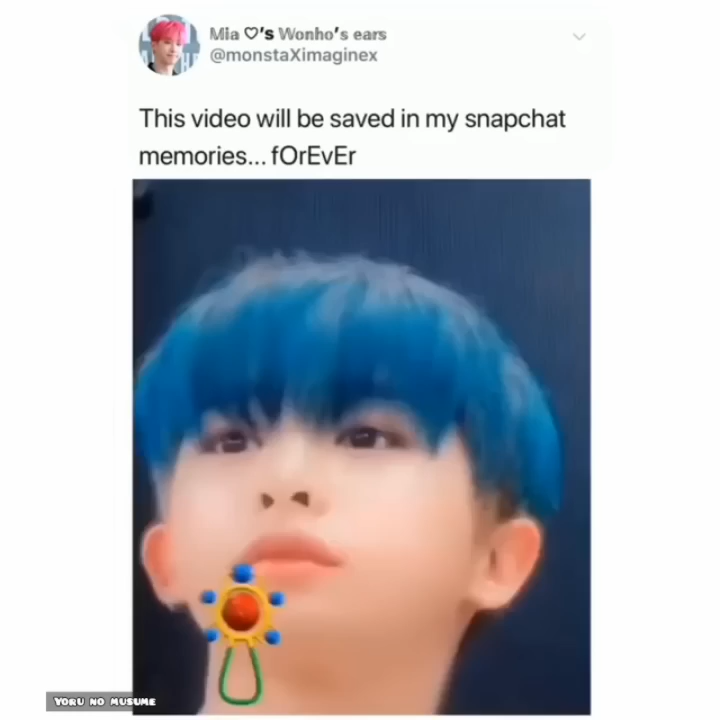 Mia ♡'s Wonho's ears
@monstaXimaginex
This video will be saved in my snapchat
memories... fOrEvEr
YORU NO MUSUME